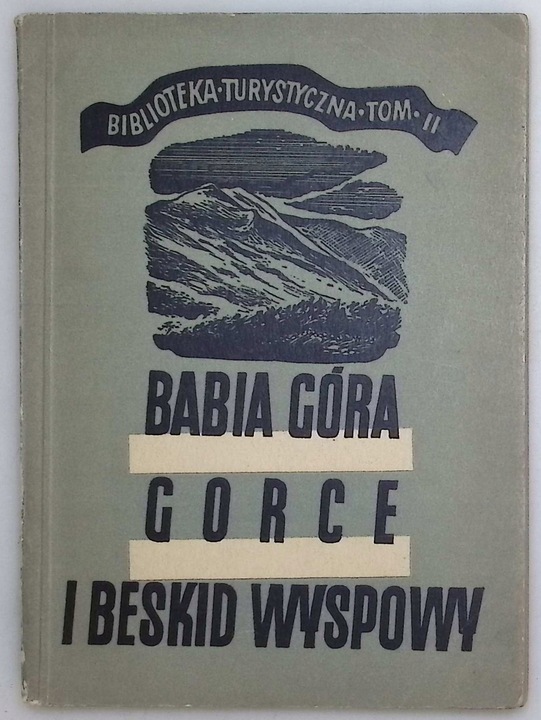 BIBLIOTEKA·TURYSTYCZNA·TOM·II
BABIA GÓRA
GORCE
I BESKID WYSPOWY